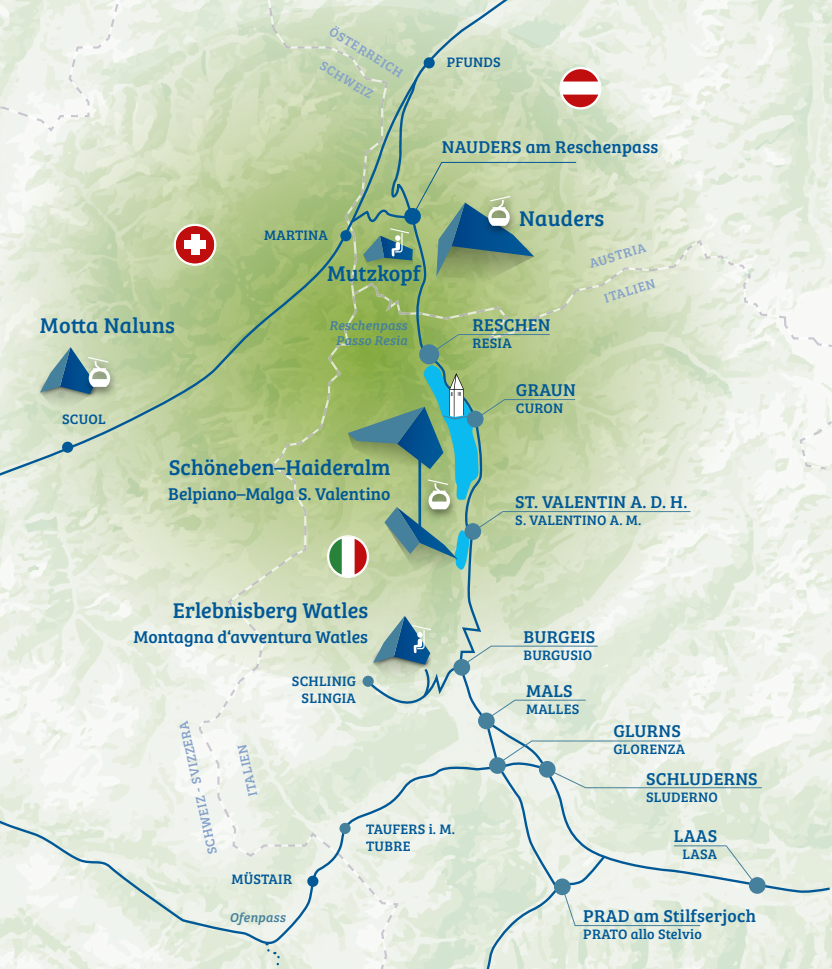 ÖSTERREICH
SCHWEIZ
PFUNDS
NAUDERS am Reschenpass
Nauders
MARTINA
Mutzkopf
AUSTRIA
ITALIEN
Motta Naluns
Reschenpass
Passo Resia
RESCHEN
RESIA
GRAUN
CURON
SCUOL
Schöneben–Haideralm
Belpiano–Malga S. Valentino
ST. VALENTIN A. D. H.
S. VALENTINO A. M.
Erlebnisberg Watles
Montagna d‘avventura Watles
BURGEIS
BURGUSIO
SCHLINIG
SLINGIA
MALS
MALLES
GLURNS
GLORENZA
SCHWEIZ - SVIZZERA
ITALIEN
SCHLUDERNS
SLUDERNO
TAUFERS i. M.
TUBRE
LAAS
LASA
MÜSTAIR
Ofenpass
PRAD am Stilfserjoch
PRATO allo Stelvio